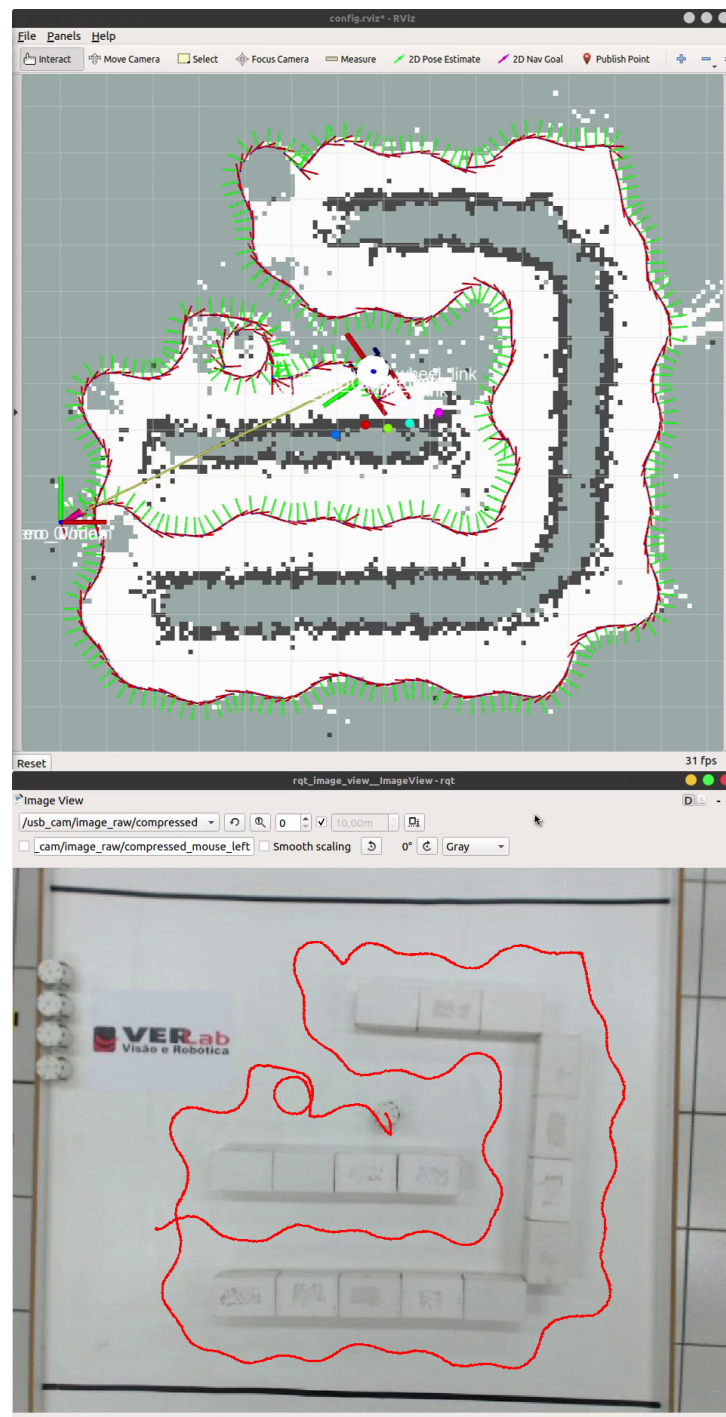 config.rviz* - RViz
File Panels Help
Interact Move Camera Select Focus Camera Measure 2D Pose Estimate 2D Nav Goal Publish Point
wheel_link
Reset
31 fps
rqt_image_view__ImageView - rqt
Image View
D
/usb_cam/image_raw/compressed 0 10,00m
_cam/image_raw/compressed_mouse_left Smooth scaling 0° Gray
VERLab
Visão e Robótica